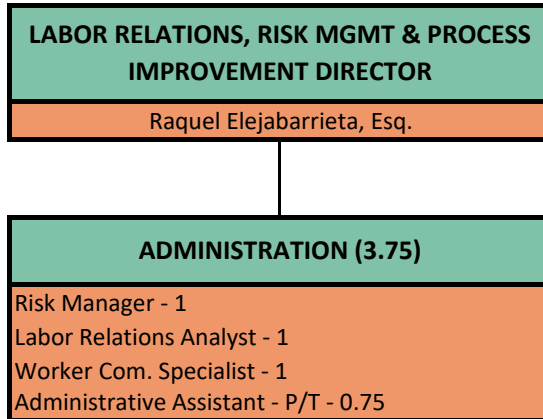 LABOR RELATIONS, RISK MGMT & PROCESS
IMPROVEMENT DIRECTOR
Raquel Elejabarrieta, Esq.
ADMINISTRATION (3.75)
Risk Manager - 1
Labor Relations Analyst - 1
Worker Com. Specialist - 1
Administrative Assistant - P/T - 0.75